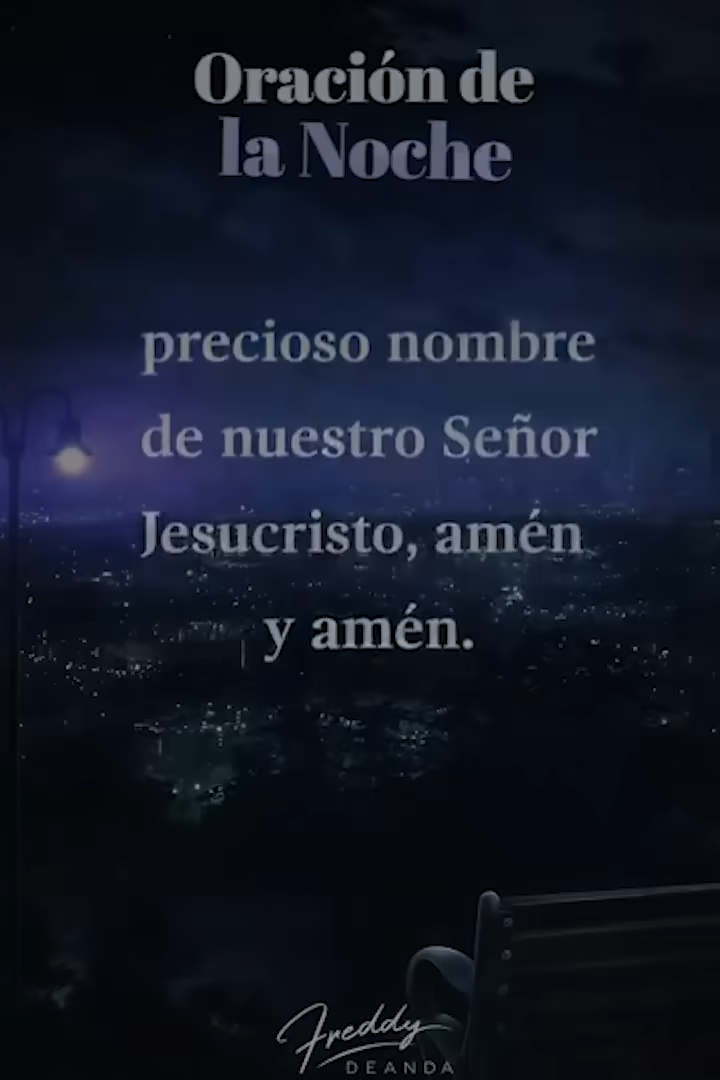 Oración de
la Noche
precioso nombre
de nuestro Señor
Jesucristo, amén
y amén.
Freddy
DEANDA